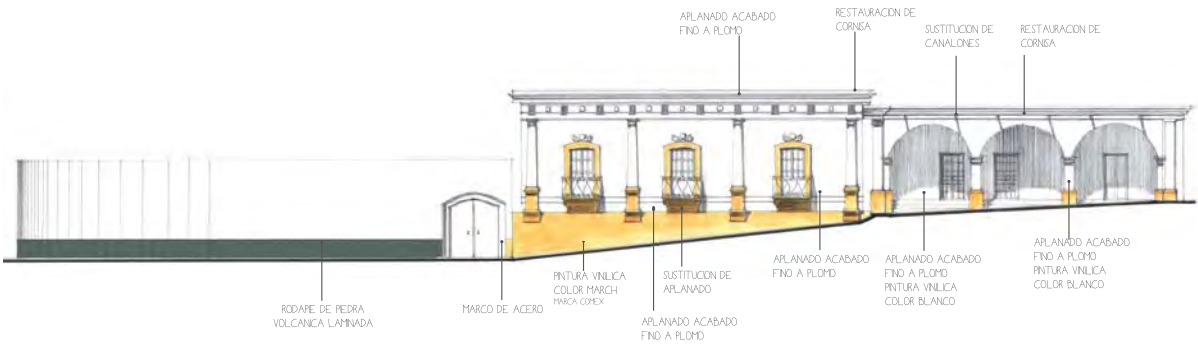 APLANADO ACABADO
FINO A PLOMO
RESTAURACION DE
CORNISA
SUSTITUCION DE
CANALONES
RESTAURACION DE
CORNISA
RODAPIE DE PIEDRA
VOLCANICA LAMINADA
MARCO DE ACERO
PINTURA VINILICA
COLOR MARCH
MARCA COMEX
SUSTITUCION DE
APLANADO
APLANADO ACABADO
FINO A PLOMO
APLANADO ACABADO
FINO A PLOMO
APLANADO ACABADO
FINO A PLOMO
PINTURA VINILICA
COLOR BLANCO
APLANADO ACABADO
FINO A PLOMO
PINTURA VINILICA
COLOR BLANCO